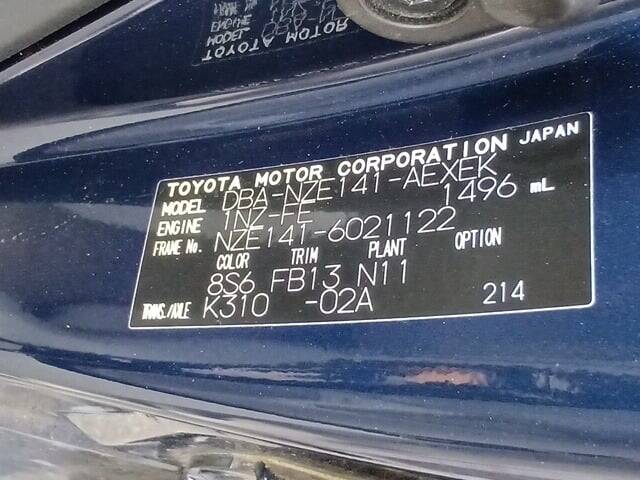 TOYOTA MOTOR CORPORATION JAPAN
MODEL DBA-NZE141-AEXEK
ENGINE 1NZ-FE 1496 mL
FRAME No. NZE141-6021122
COLOR TRIM PLANT OPTION
8S6 FB13 N11
TRANS./AXLE K310 -02A 214